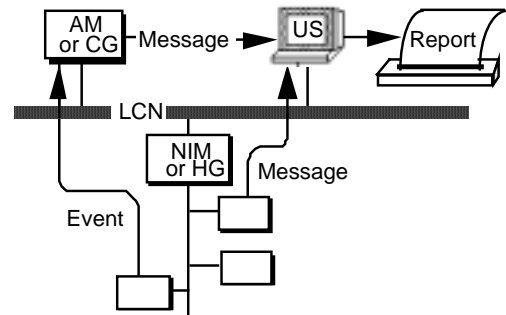 AM
or CG
Message
US
Report
LCN
NIM
or HG
Message
Event